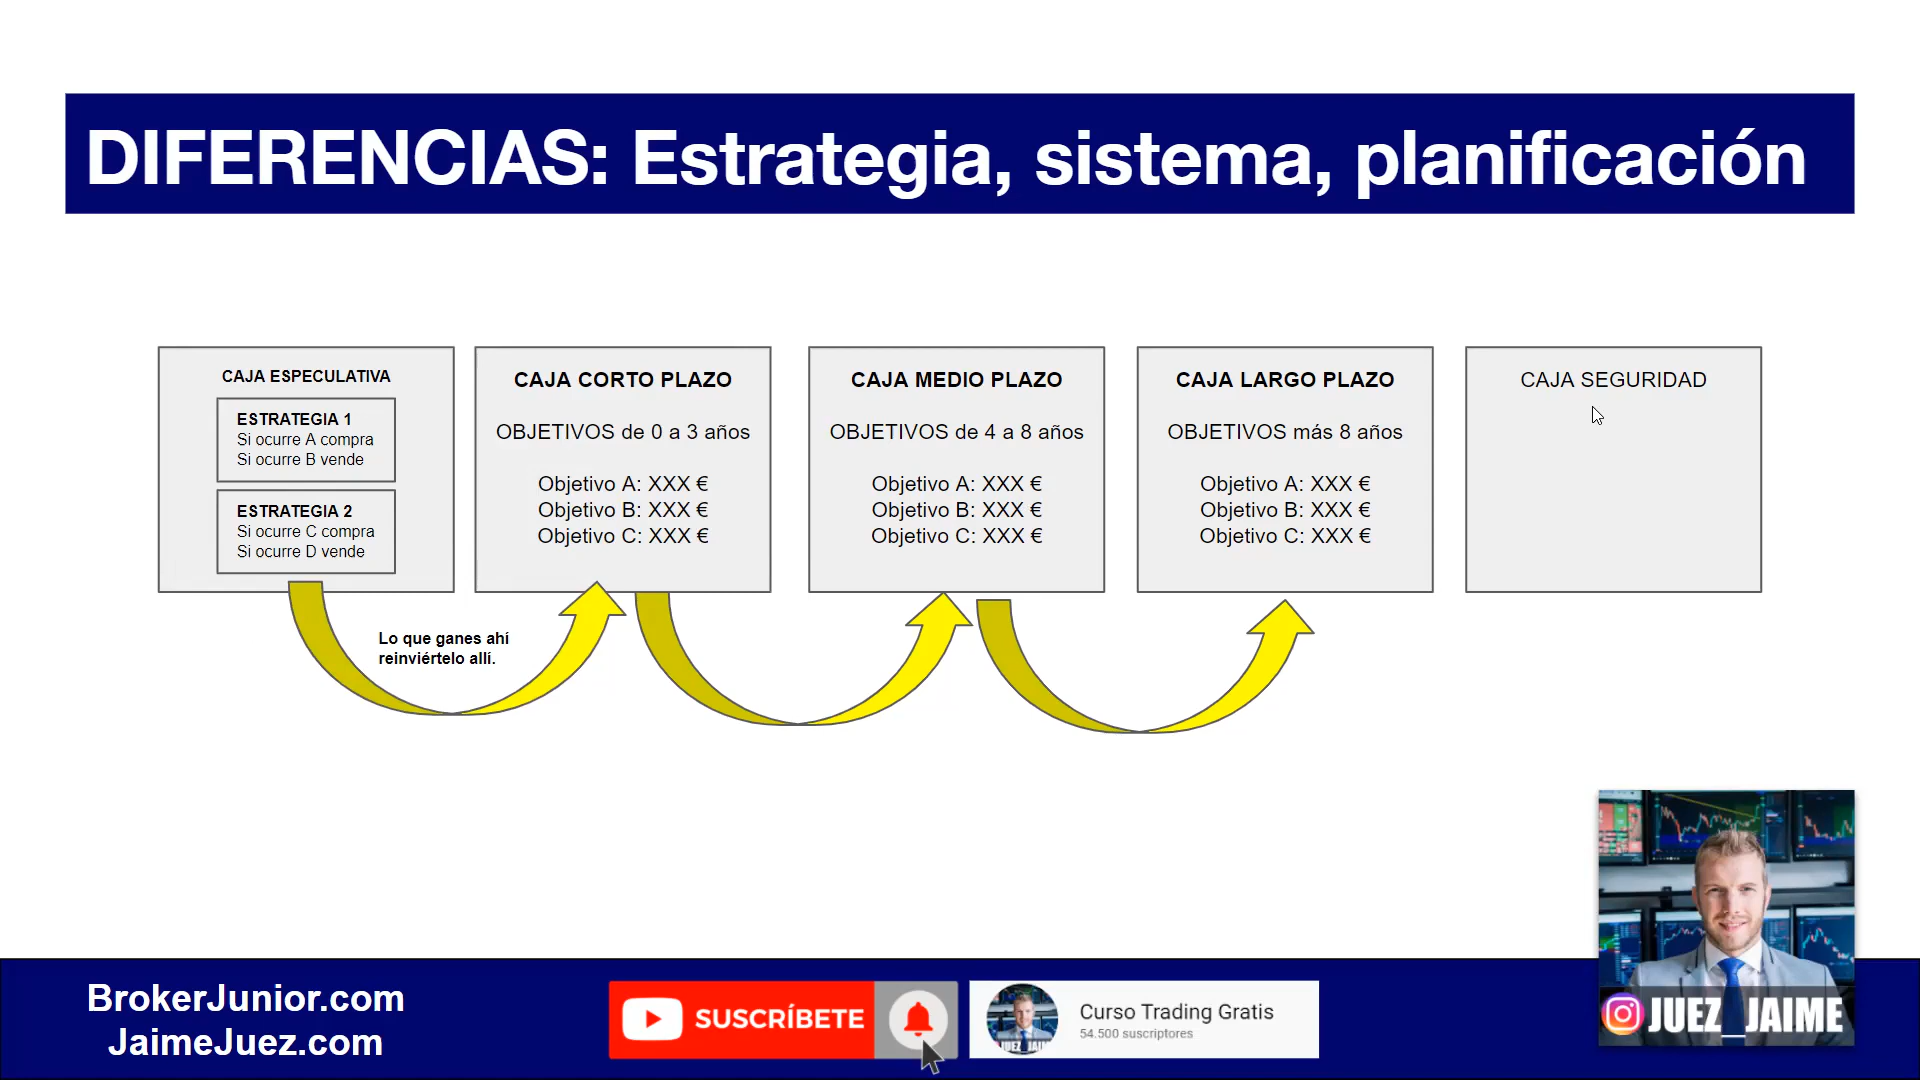 DIFERENCIAS: Estrategia, sistema, planificación
CAJA ESPECULATIVA
ESTRATEGIA 1
Si ocurre A compra
Si ocurre B vende
ESTRATEGIA 2
Si ocurre C compra
Si ocurre D vende
CAJA CORTO PLAZO
OBJETIVOS de 0 a 3 años
Objetivo A: XXX €
Objetivo B: XXX €
Objetivo C: XXX €
CAJA MEDIO PLAZO
OBJETIVOS de 4 a 8 años
Objetivo A: XXX €
Objetivo B: XXX €
Objetivo C: XXX €
CAJA LARGO PLAZO
OBJETIVOS más 8 años
Objetivo A: XXX €
Objetivo B: XXX €
Objetivo C: XXX €
CAJA SEGURIDAD
Lo que ganes ahí
reinviértelo allí.
BrokerJunior.com
JaimeJuez.com
SUSCRÍBETE
Curso Trading Gratis
54.500 suscriptores
JUEZ_JAIME